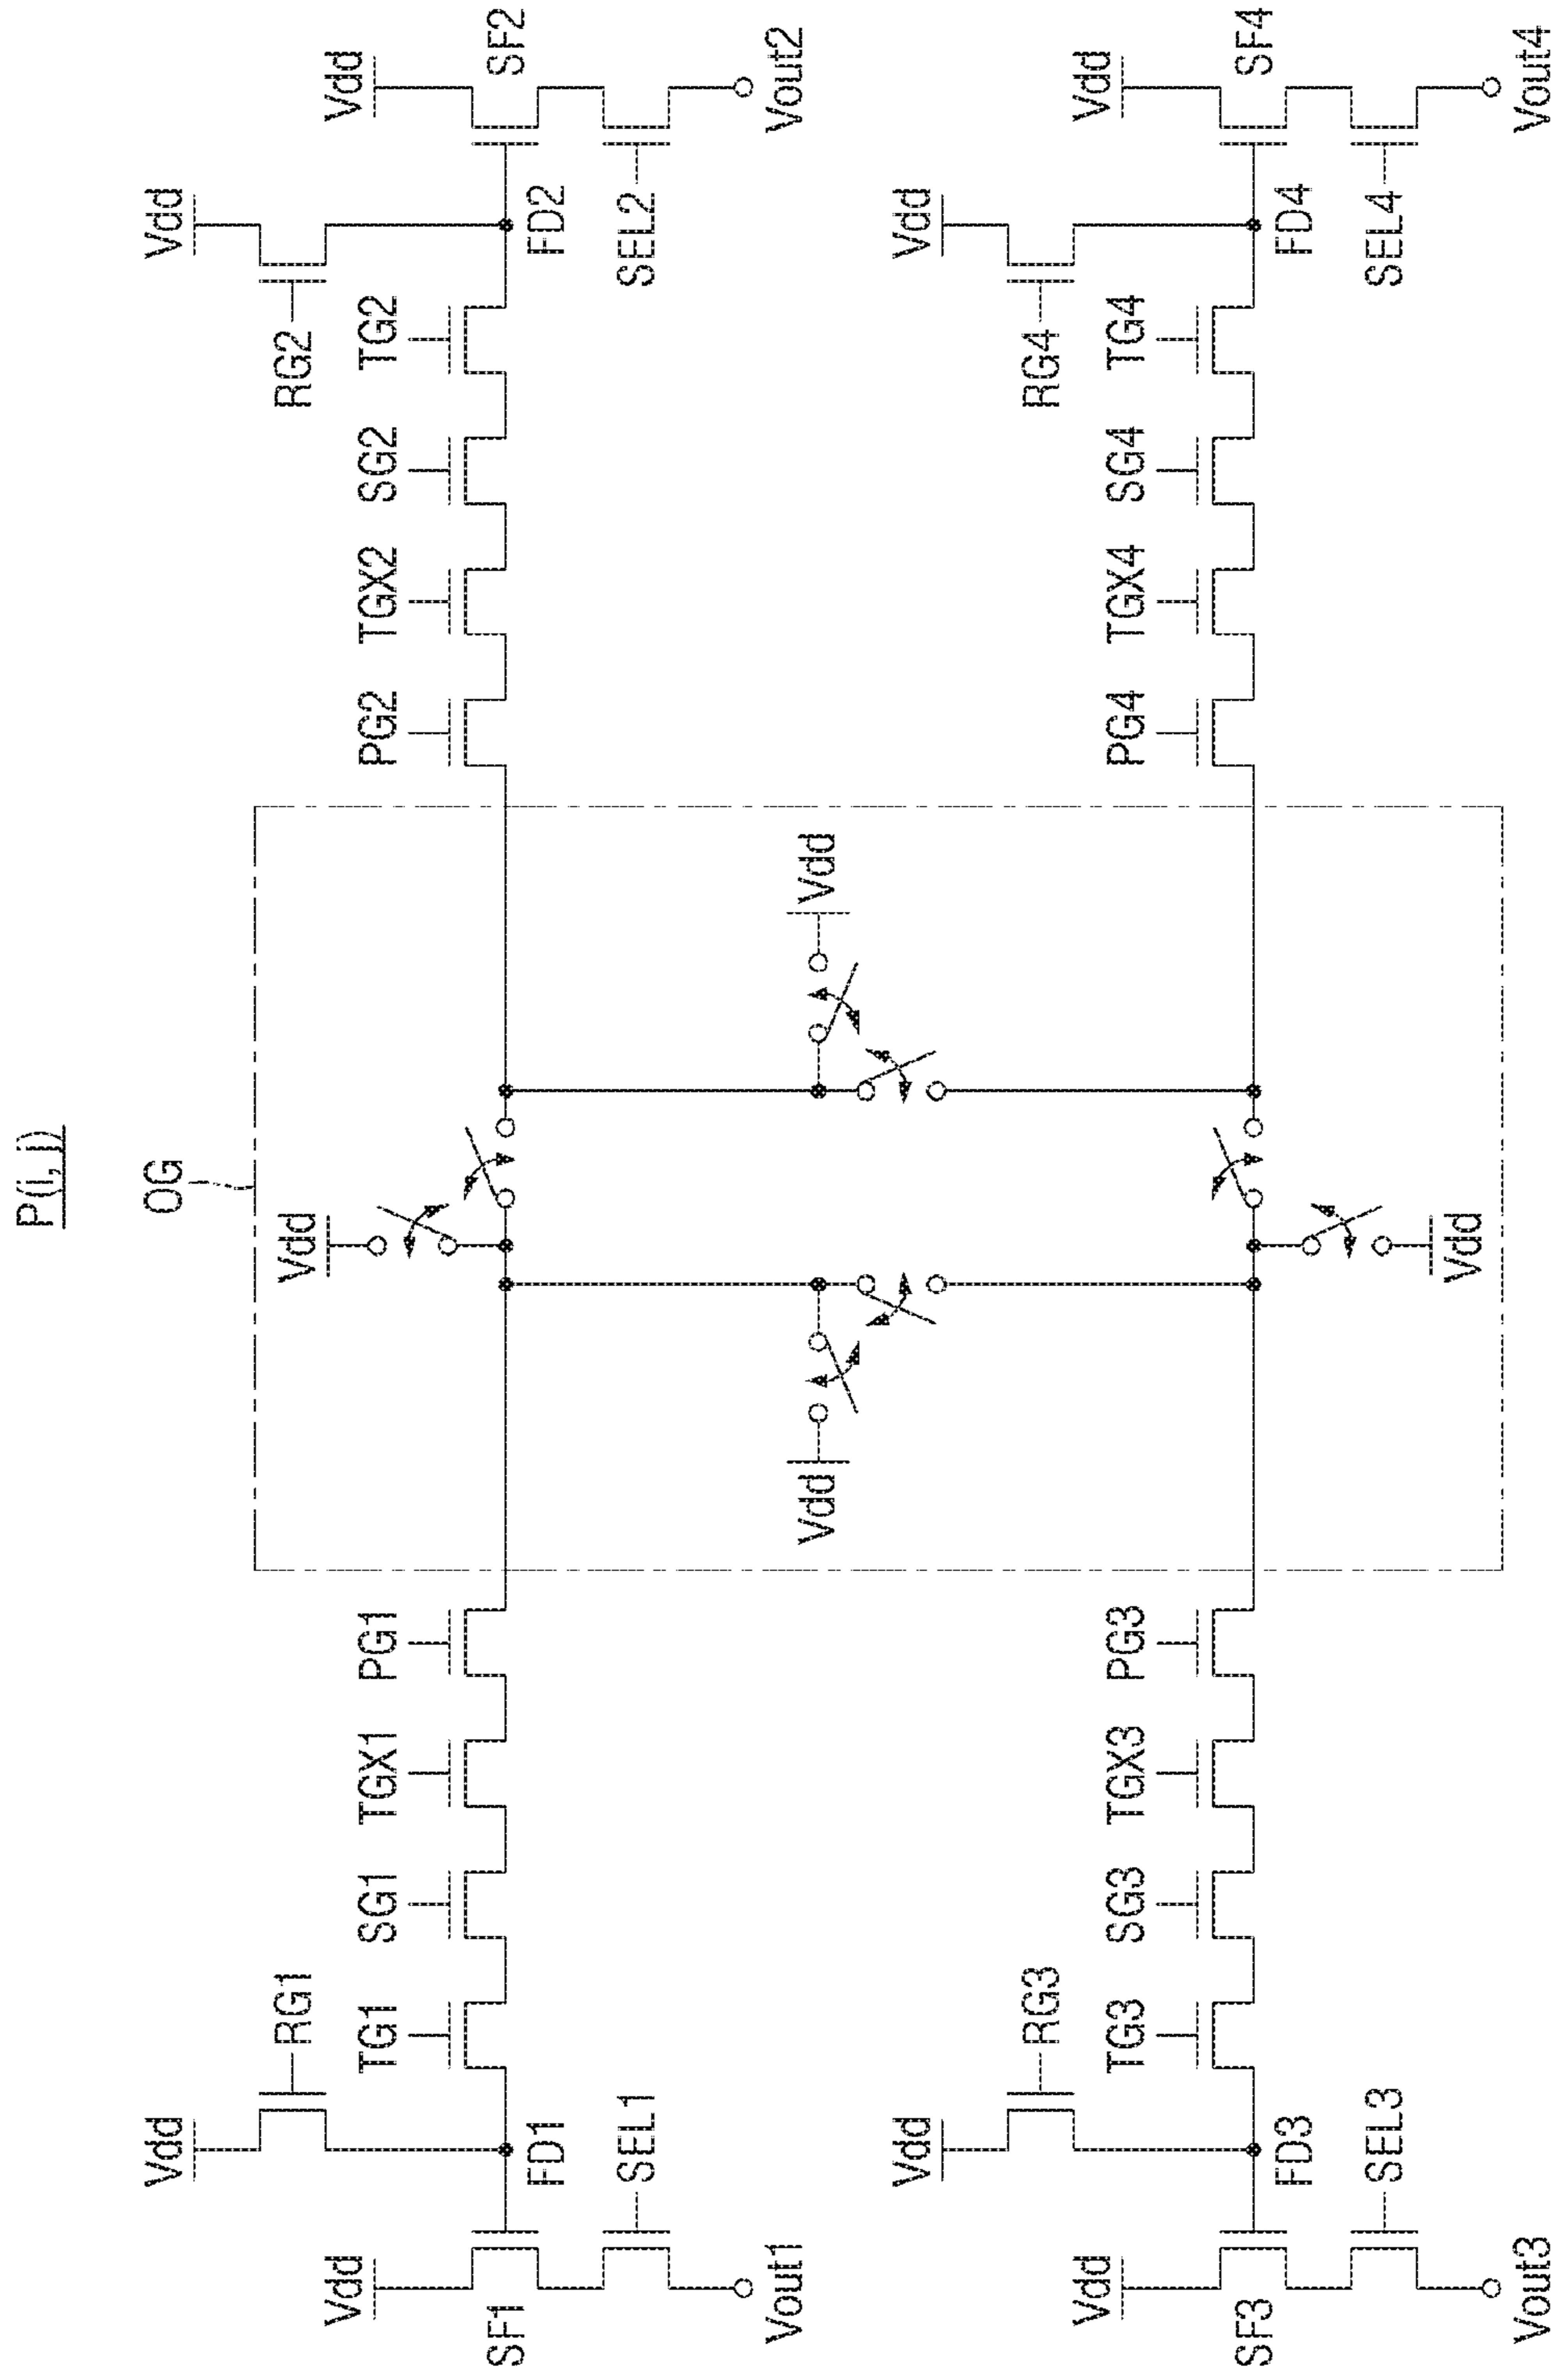 P(i, j)
Vdd OG Vdd
RG1 Vdd RG2
Vdd TG1 SG1 TGX1 PG1 PG2 TGX2 SG2 TG2 Vdd
SF1 SF2
FD1 FD2
SEL1 SEL2
Vout1 Vout2
Vdd Vdd
Vdd Vdd
RG3 RG4
Vdd TG3 SG3 TGX3 PG3 PG4 TGX4 SG4 TG4 Vdd
SF3 SF4
FD3 FD4
SEL3 SEL4
Vdd
Vout3 Vout4